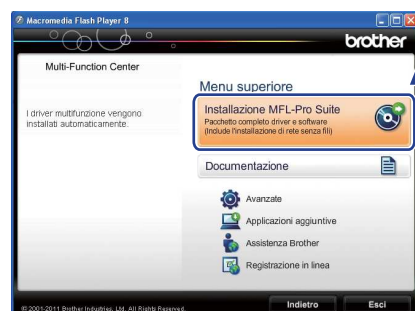 Macromedia Flash Player 8
brother
Multi-Function Center
I driver multifunzione vengono
installati automaticamente.
Menu superiore
Installazione MFL-Pro Suite
Pacchetto completo driver e software
(Include l'installazione di rete senza fili)
Documentazione
Avanzate
Applicazioni aggiuntive
Assistenza Brother
Registrazione in linea
© 2001-2011 Brother Industries, Ltd. All Rights Reserved.
Indietro
Esci